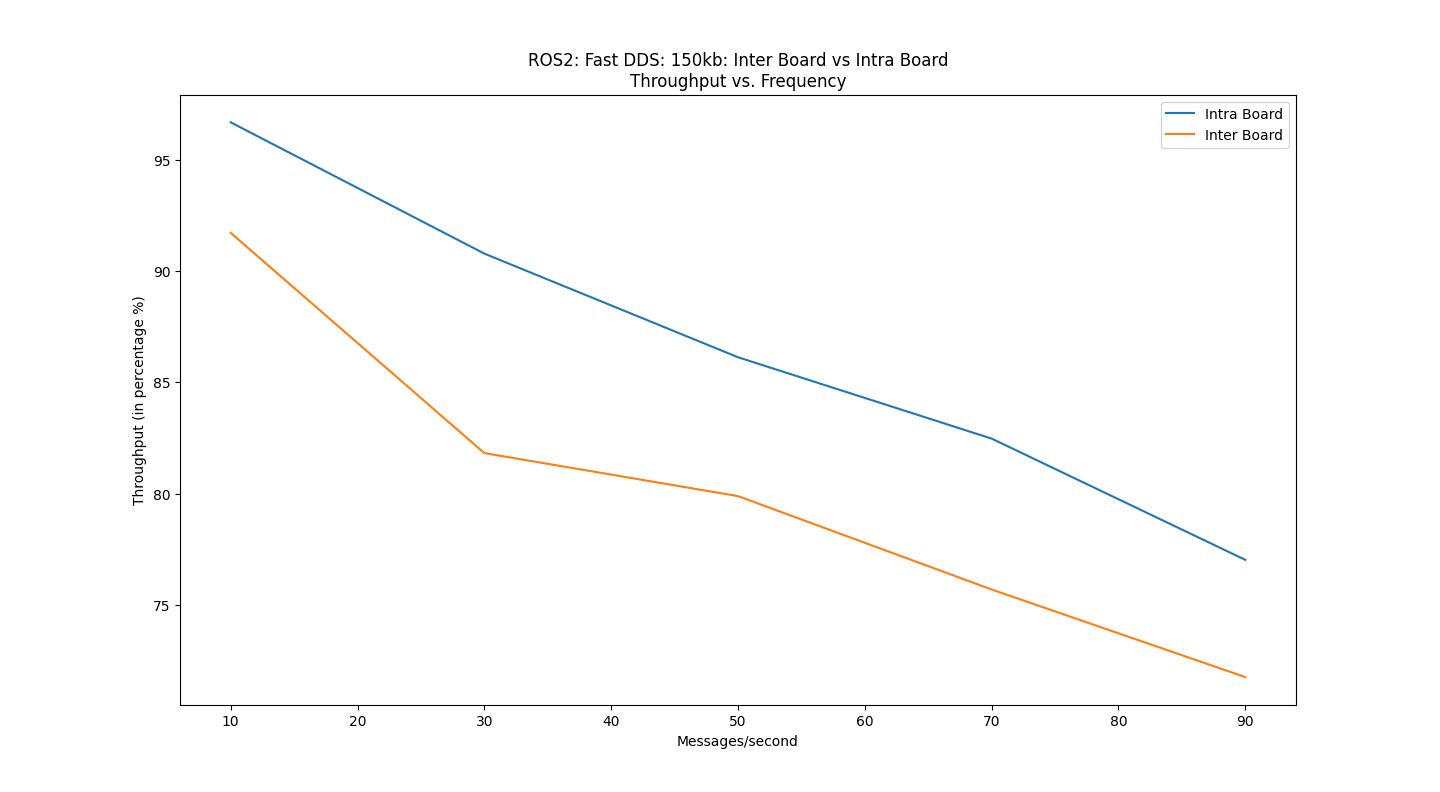 ROS2: Fast DDS: 150kb: Inter Board vs Intra Board
Throughput vs. Frequency
Intra Board
Inter Board
95
90
85
80
75
Throughput (in percentage %)
10 20 30 40 50 60 70 80 90
Messages/second